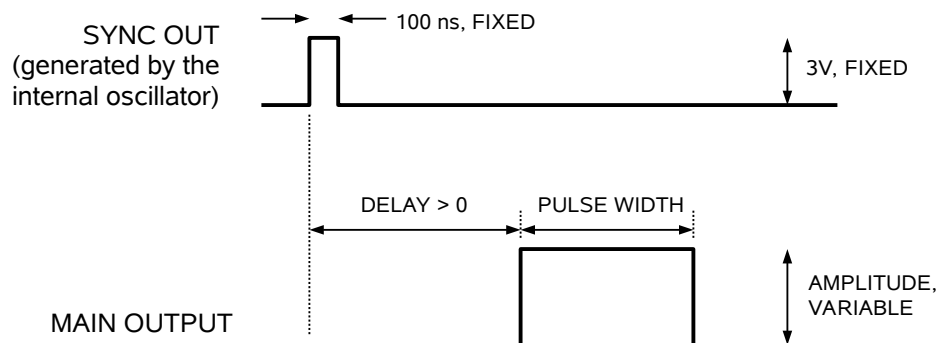 100 ns, FIXED
SYNC OUT
(generated by the
internal oscillator)
3V, FIXED
DELAY > 0
PULSE WIDTH
AMPLITUDE,
VARIABLE
MAIN OUTPUT